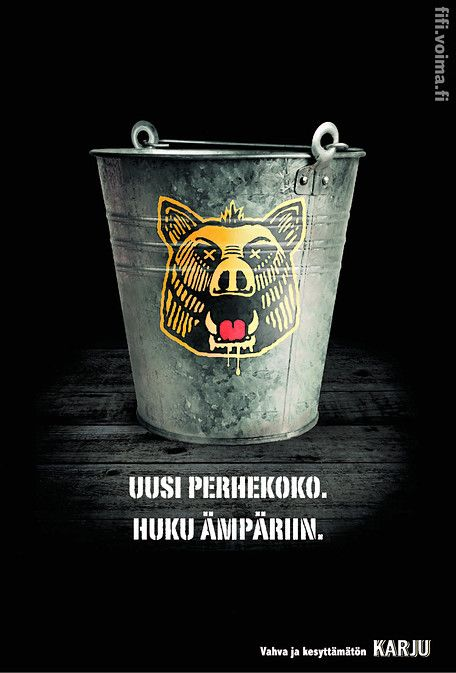 fifi.voima.fi
UUSI PERHEKOKO.
HUKU ÄMPÄRIIN.
Vahva ja kesyttämätön KARJU